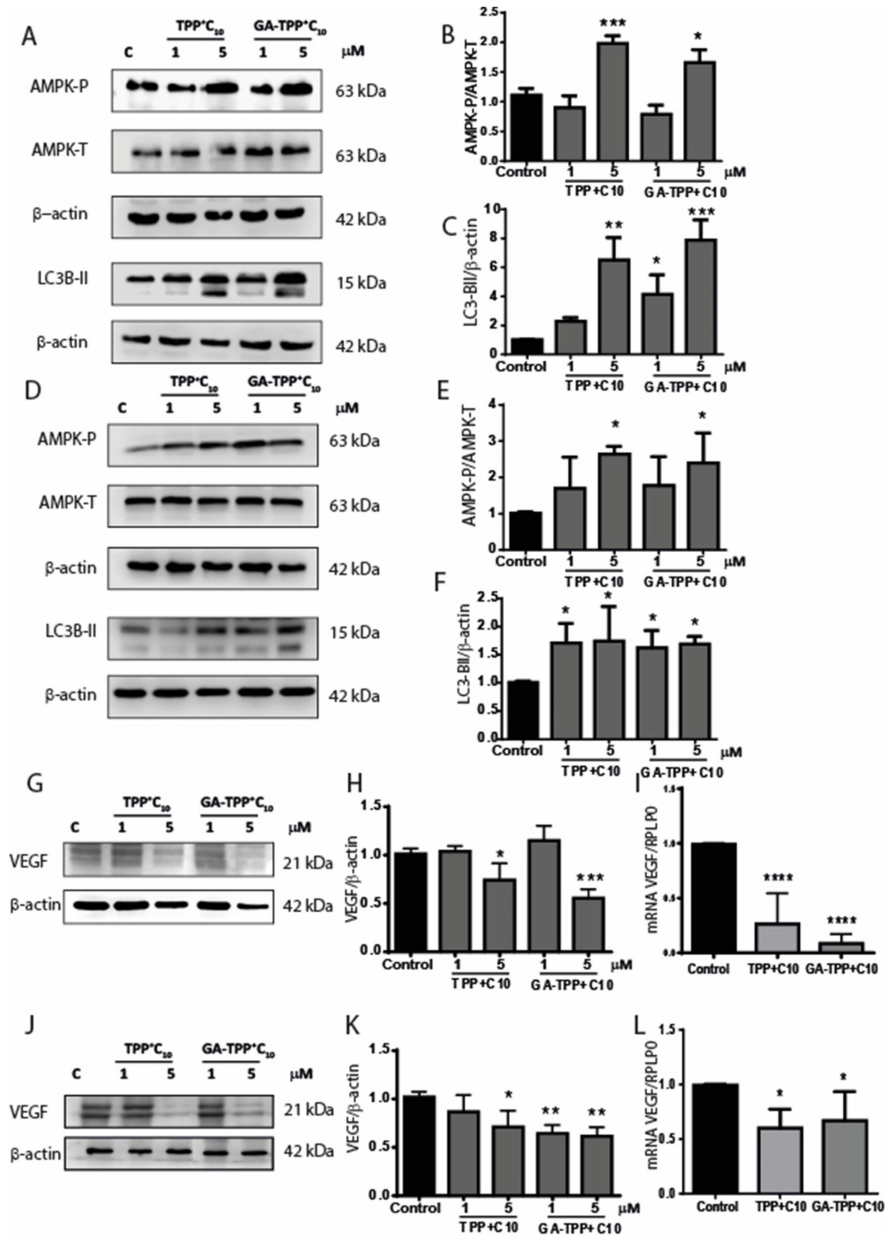 A
TPP⁺C₁₀ GA-TPP⁺C₁₀
C 1 5 1 5 μM
AMPK-P 63 kDa
AMPK-T 63 kDa
β–actin 42 kDa
LC3B-II 15 kDa
β-actin 42 kDa
B
AMPK-P/AMPK-T
2.5
2.0
1.5
1.0
0.5
0.0
*** *
Control 1 5 1 5 μM
TPP+C10 GA-TPP+C10
C
LC3-BII/β-actin
10
8
6
4
2
0
** * ***
Control 1 5 1 5 μM
TPP+C10 GA-TPP+C10
D
TPP⁺C₁₀ GA-TPP⁺C₁₀
C 1 5 1 5 μM
AMPK-P 63 kDa
AMPK-T 63 kDa
β-actin 42 kDa
LC3B-II 15 kDa
β-actin 42 kDa
E
AMPK-P/AMPK-T
4
3
2
1
0
* *
Control 1 5 1 5 μM
TPP+C10 GA-TPP+C10
F
LC3-BII/β-actin
2.5
2.0
1.5
1.0
0.5
0.0
* * * *
Control 1 5 1 5 μM
TPP+C10 GA-TPP+C10
G
TPP⁺C₁₀ GA-TPP⁺C₁₀
C 1 5 1 5 μM
VEGF 21 kDa
β-actin 42 kDa
H
VEGF/β-actin
1.5
1.0
0.5
0.0
* ***
Control 1 5 1 5 μM
TPP+C10 GA-TPP+C10
I
mRNA VEGF/RPLP0
1.5
1.0
0.5
0.0
**** ****
Control TPP+C10 GA-TPP+C10
J
TPP⁺C₁₀ GA-TPP⁺C₁₀
C 1 5 1 5 μM
VEGF 21 kDa
β-actin 42 kDa
K
VEGF/β-actin
1.5
1.0
0.5
0.0
* ** **
Control 1 5 1 5 μM
TPP+C10 GA-TPP+C10
L
mRNA VEGF/RPLP0
1.5
1.0
0.5
0.0
* *
Control TPP+C10 GA-TPP+C10